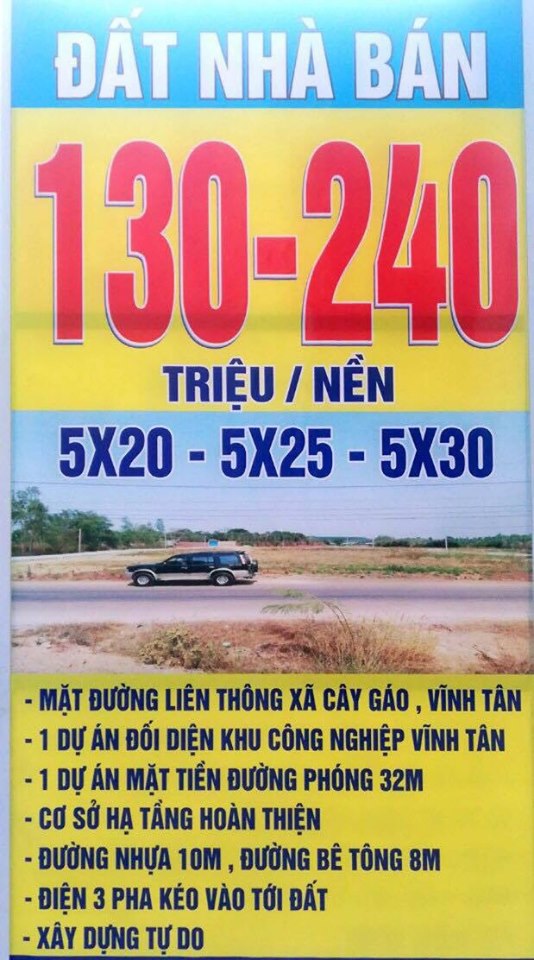 ĐẤT NHÀ BÁN
130-240
TRIỆU / NỀN
5X20 - 5X25 - 5X30
- MẶT ĐƯỜNG LIÊN THÔNG XÃ CÂY GÁO , VĨNH TÂN
- 1 DỰ ÁN ĐỐI DIỆN KHU CÔNG NGHIỆP VĨNH TÂN
- 1 DỰ ÁN MẶT TIỀN ĐƯỜNG PHÓNG 32M
- CƠ SỞ HẠ TẦNG HOÀN THIỆN
- ĐƯỜNG NHỰA 10M , ĐƯỜNG BÊ TÔNG 8M
- ĐIỆN 3 PHA KÉO VÀO TỚI ĐẤT
- XÂY DỰNG TỰ DO